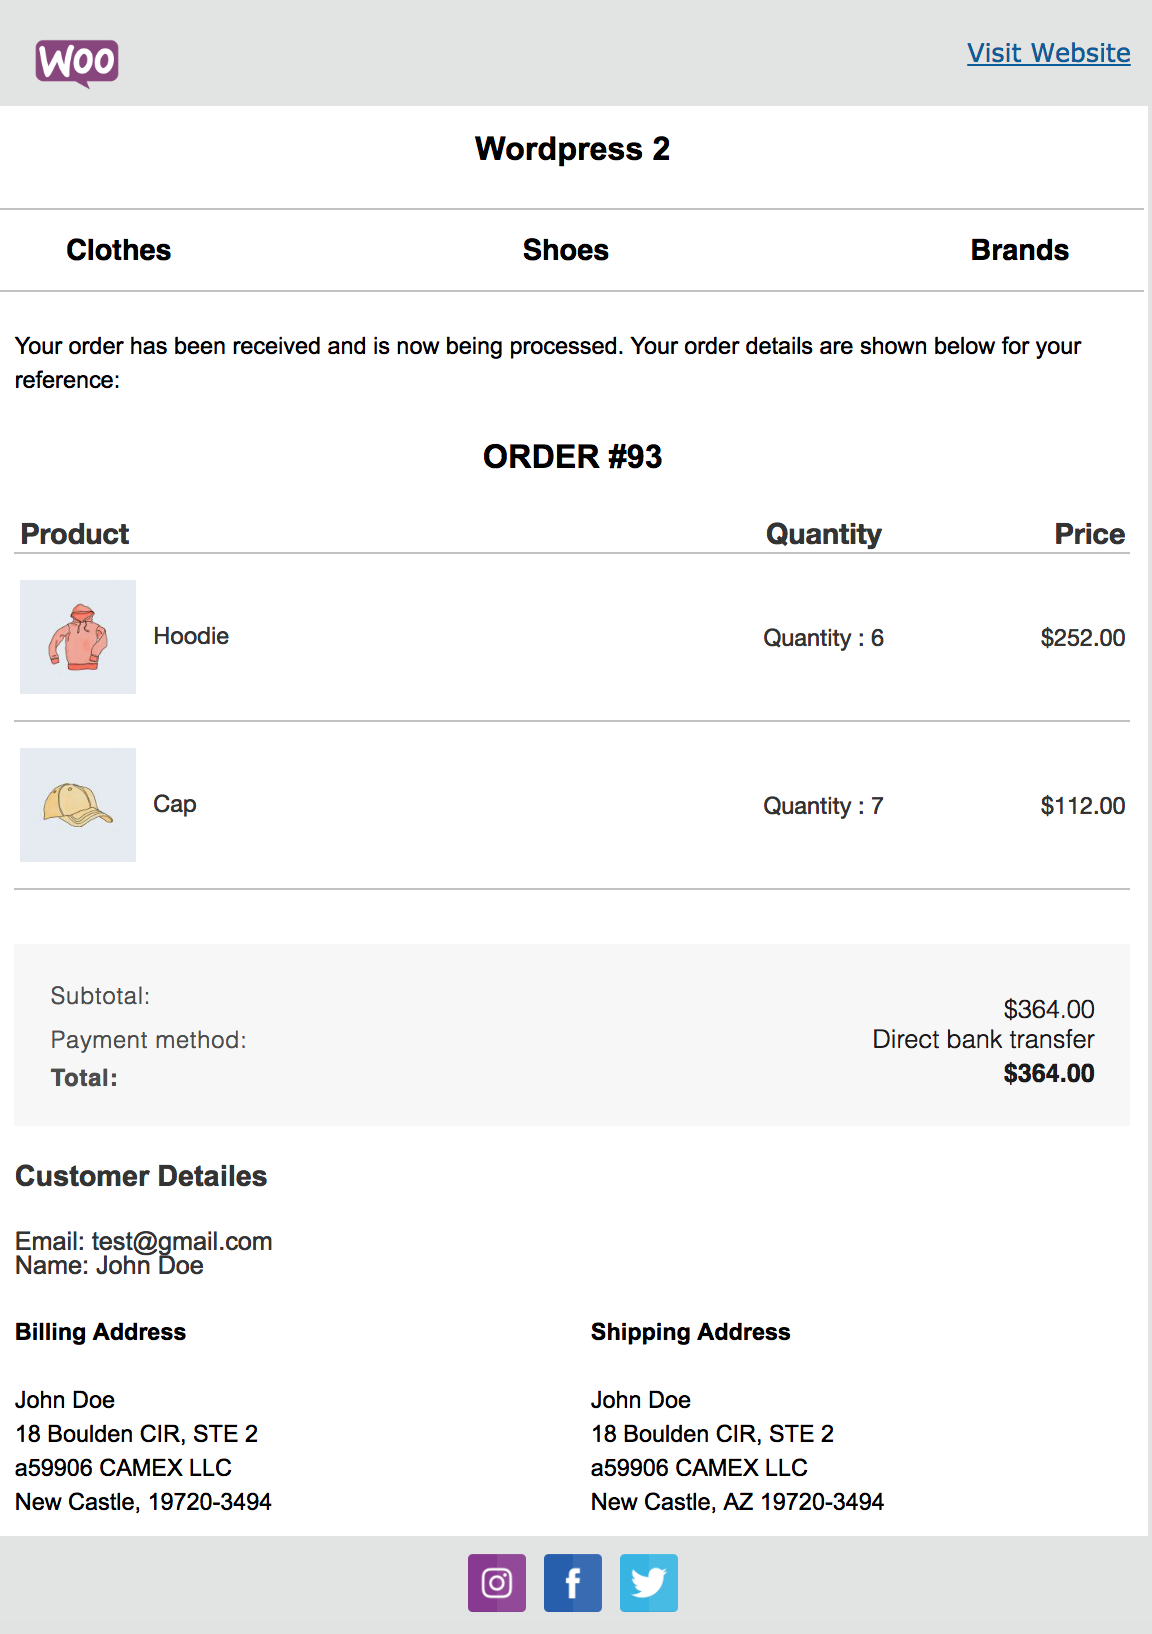 Woo
Visit Website
Wordpress 2
Clothes Shoes Brands
Your order has been received and is now being processed. Your order details are shown below for your
reference:
ORDER #93
Product Quantity Price
Hoodie Quantity : 6 $252.00
Cap Quantity : 7 $112.00
Subtotal: $364.00
Payment method: Direct bank transfer
Total: $364.00
Customer Detailes
Email: test@gmail.com
Name: John Doe
Billing Address
John Doe
18 Boulden CIR, STE 2
a59906 CAMEX LLC
New Castle, 19720-3494
Shipping Address
John Doe
18 Boulden CIR, STE 2
a59906 CAMEX LLC
New Castle, AZ 19720-3494